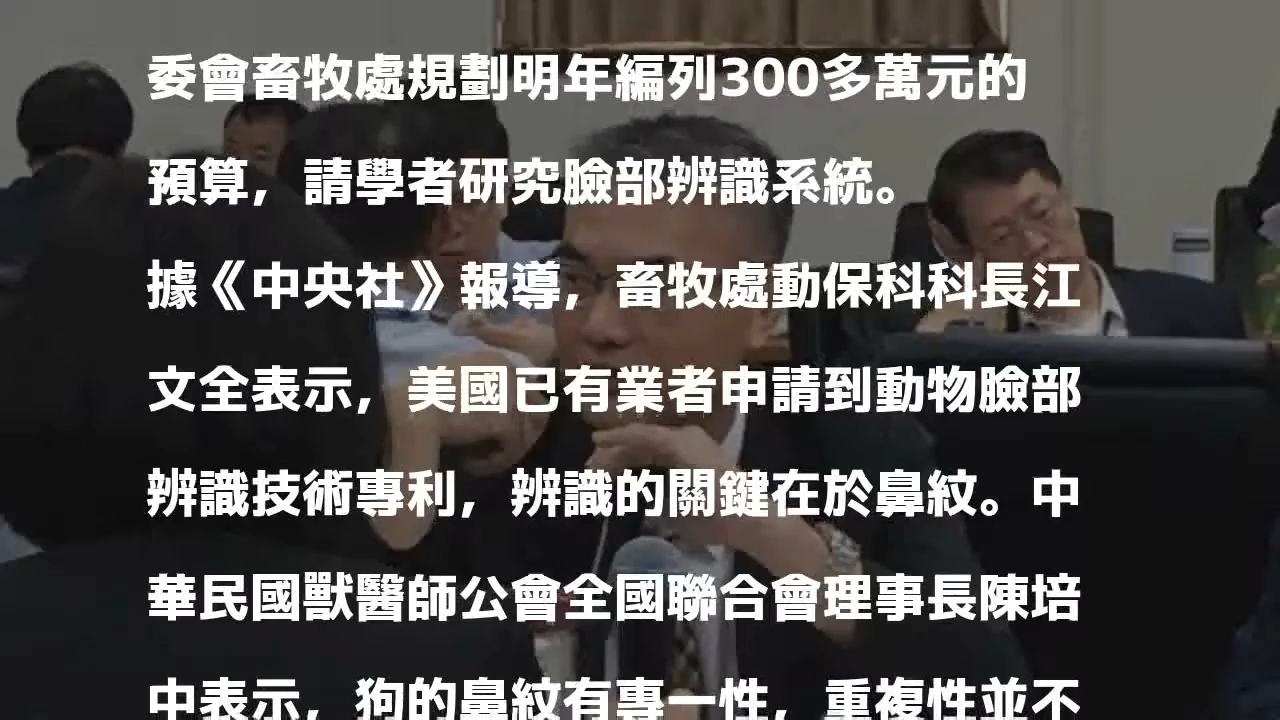 委會畜牧處規劃明年編列300多萬元的
預算，請學者研究臉部辨識系統。
據《中央社》報導，畜牧處動保科科長江
文全表示，美國已有業者申請到動物臉部
辨識技術專利，辨識的關鍵在於鼻紋。中
華民國獸醫師公會全國聯合會理事長陳培
中表示，狗的鼻紋有專一性，重複性並不